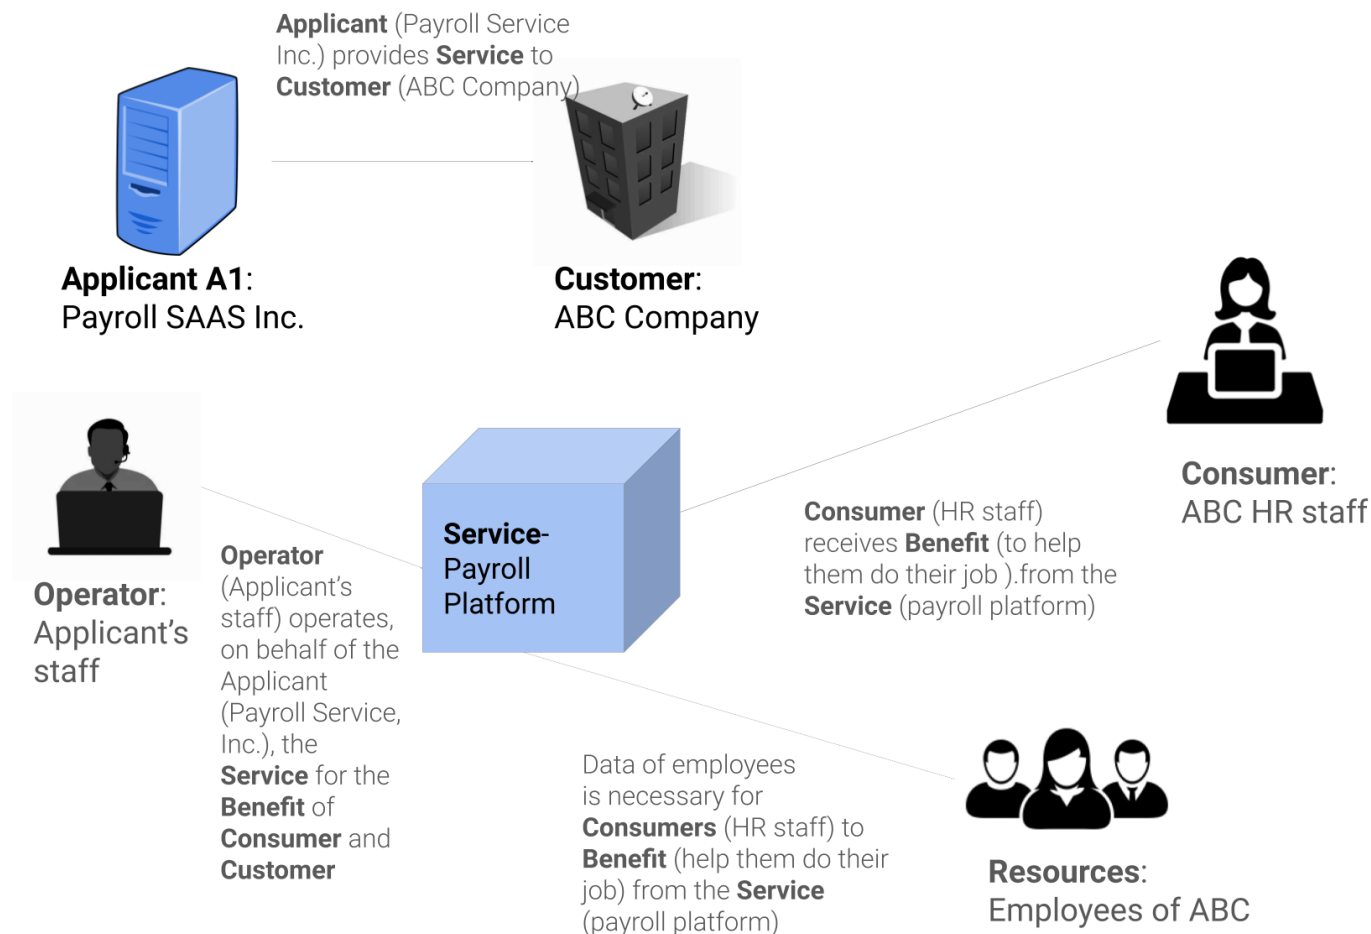 Applicant (Payroll Service
Inc.) provides Service to
Customer (ABC Company)
Applicant A1:
Payroll SAAS Inc.
Customer:
ABC Company
Consumer:
ABC HR staff
Consumer (HR staff)
receives Benefit (to help
them do their job ).from the
Service (payroll platform)
Service-
Payroll
Platform
Operator:
Applicant's
staff
Operator
(Applicant's
staff) operates,
on behalf of the
Applicant
(Payroll Service,
Inc.), the
Service for the
Benefit of
Consumer and
Customer
Data of employees
is necessary for
Consumers (HR staff) to
Benefit (help them do their
job) from the Service
(payroll platform)
Resources:
Employees of ABC